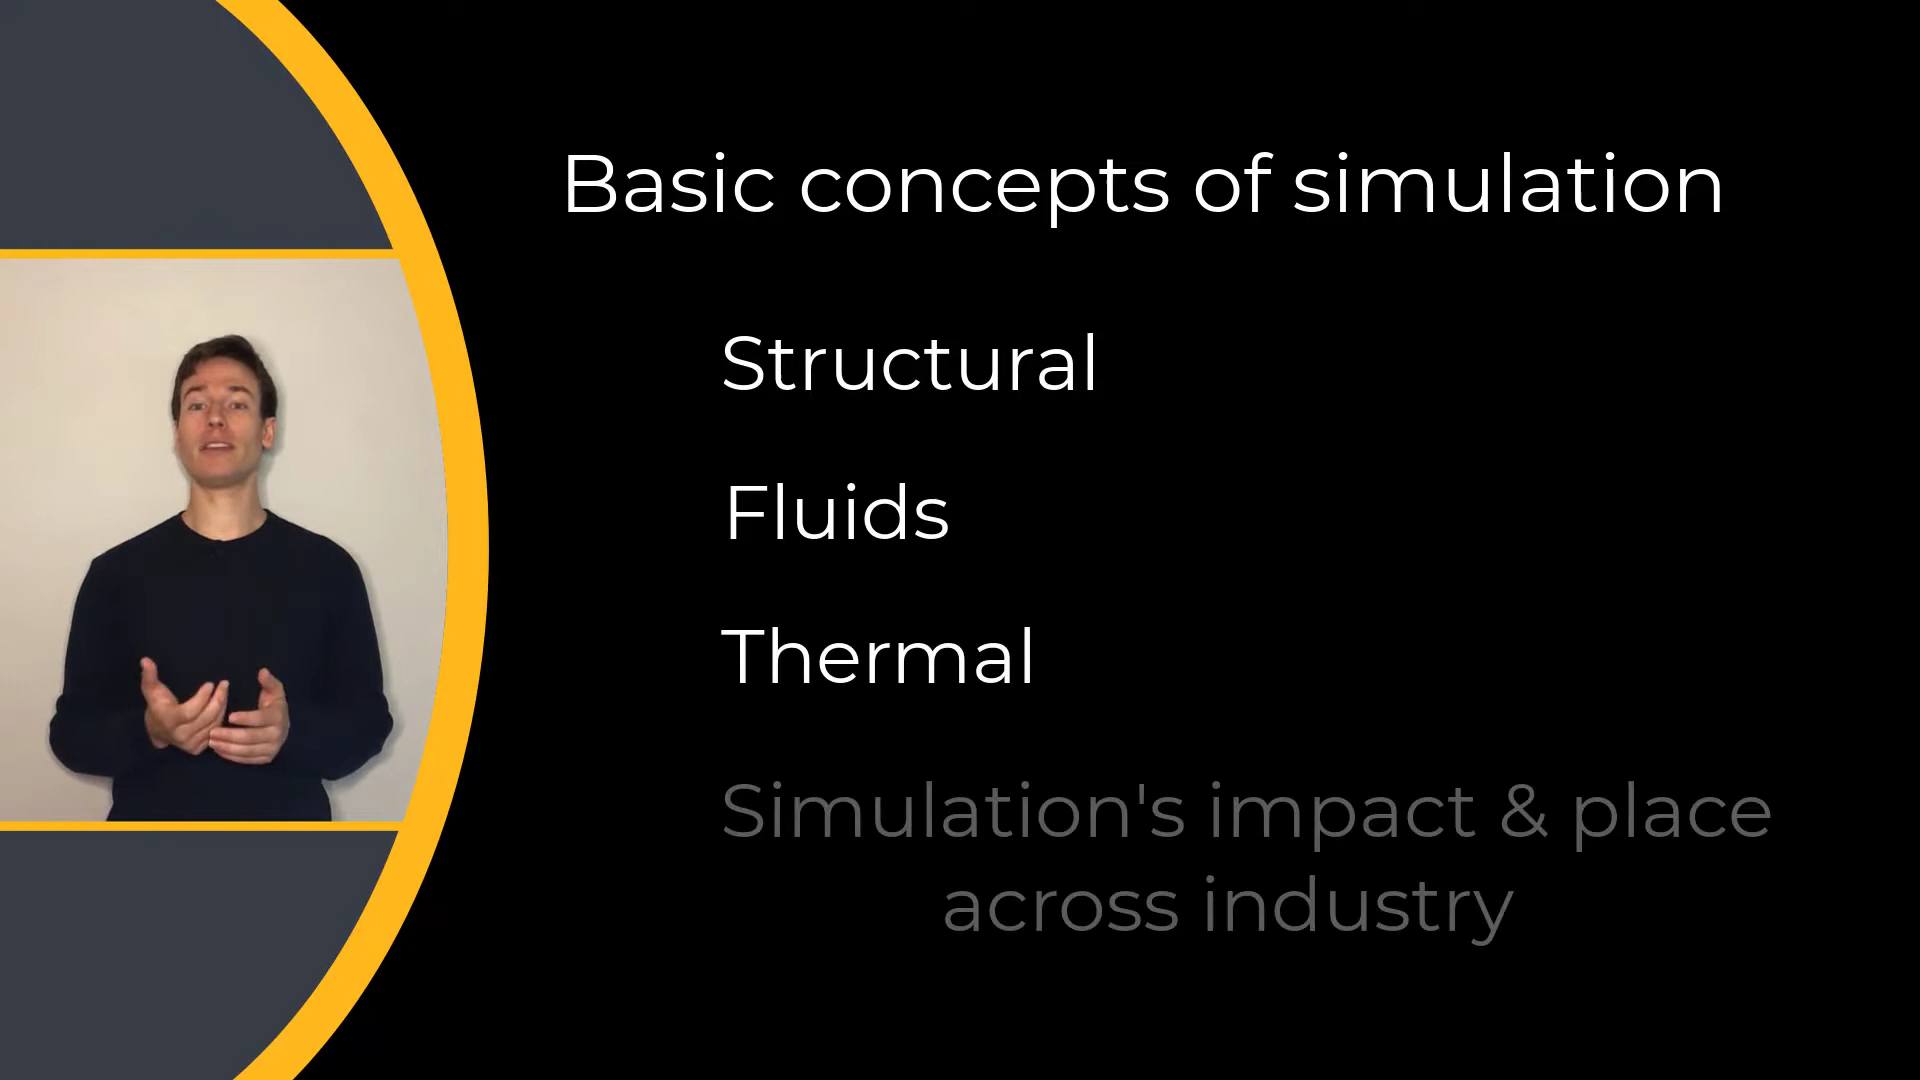 Basic concepts of simulation
Structural
Fluids
Thermal
Simulation's impact & place
across industry